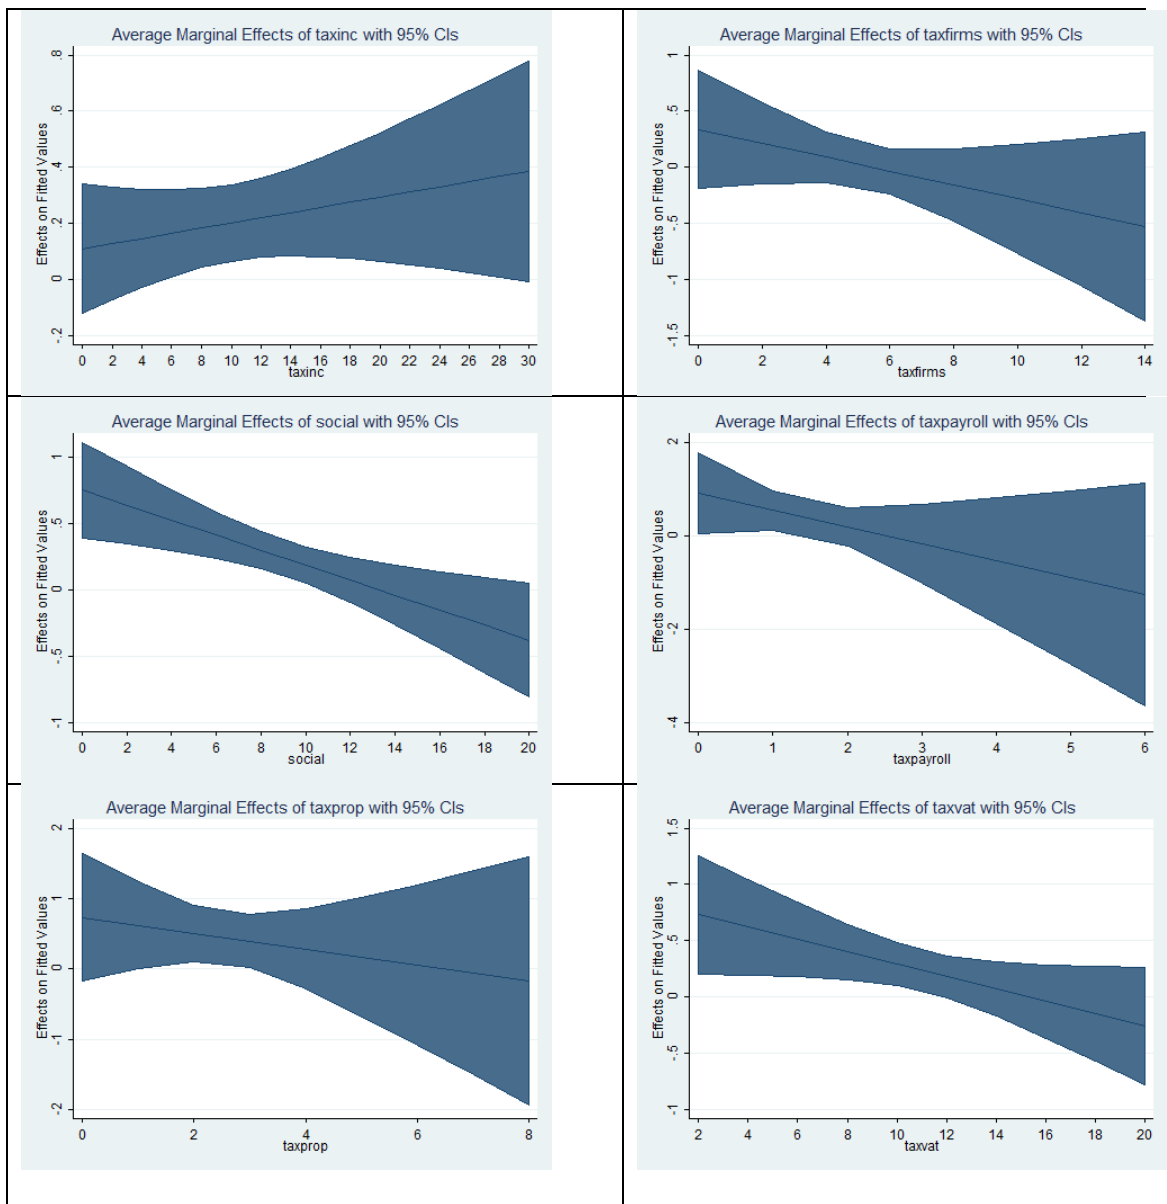 Average Marginal Effects of taxinc with 95% CIs
Effects on Fitted Values
.8
.6
.4
.2
0
-.2
0 2 4 6 8 10 12 14 16 18 20 22 24 26 28 30
taxinc
Average Marginal Effects of taxfirms with 95% CIs
Effects on Fitted Values
1
.5
0
-.5
-1
-1.5
0 2 4 6 8 10 12 14
taxfirms
Average Marginal Effects of social with 95% CIs
Effects on Fitted Values
1
.5
0
-.5
-1
0 2 4 6 8 10 12 14 16 18 20
social
Average Marginal Effects of taxpayroll with 95% CIs
Effects on Fitted Values
2
0
-2
-4
0 1 2 3 4 5 6
taxpayroll
Average Marginal Effects of taxprop with 95% CIs
Effects on Fitted Values
2
1
0
-1
-2
0 2 4 6 8
taxprop
Average Marginal Effects of taxvat with 95% CIs
Effects on Fitted Values
1.5
1
.5
0
-.5
-1
2 4 6 8 10 12 14 16 18 20
taxvat